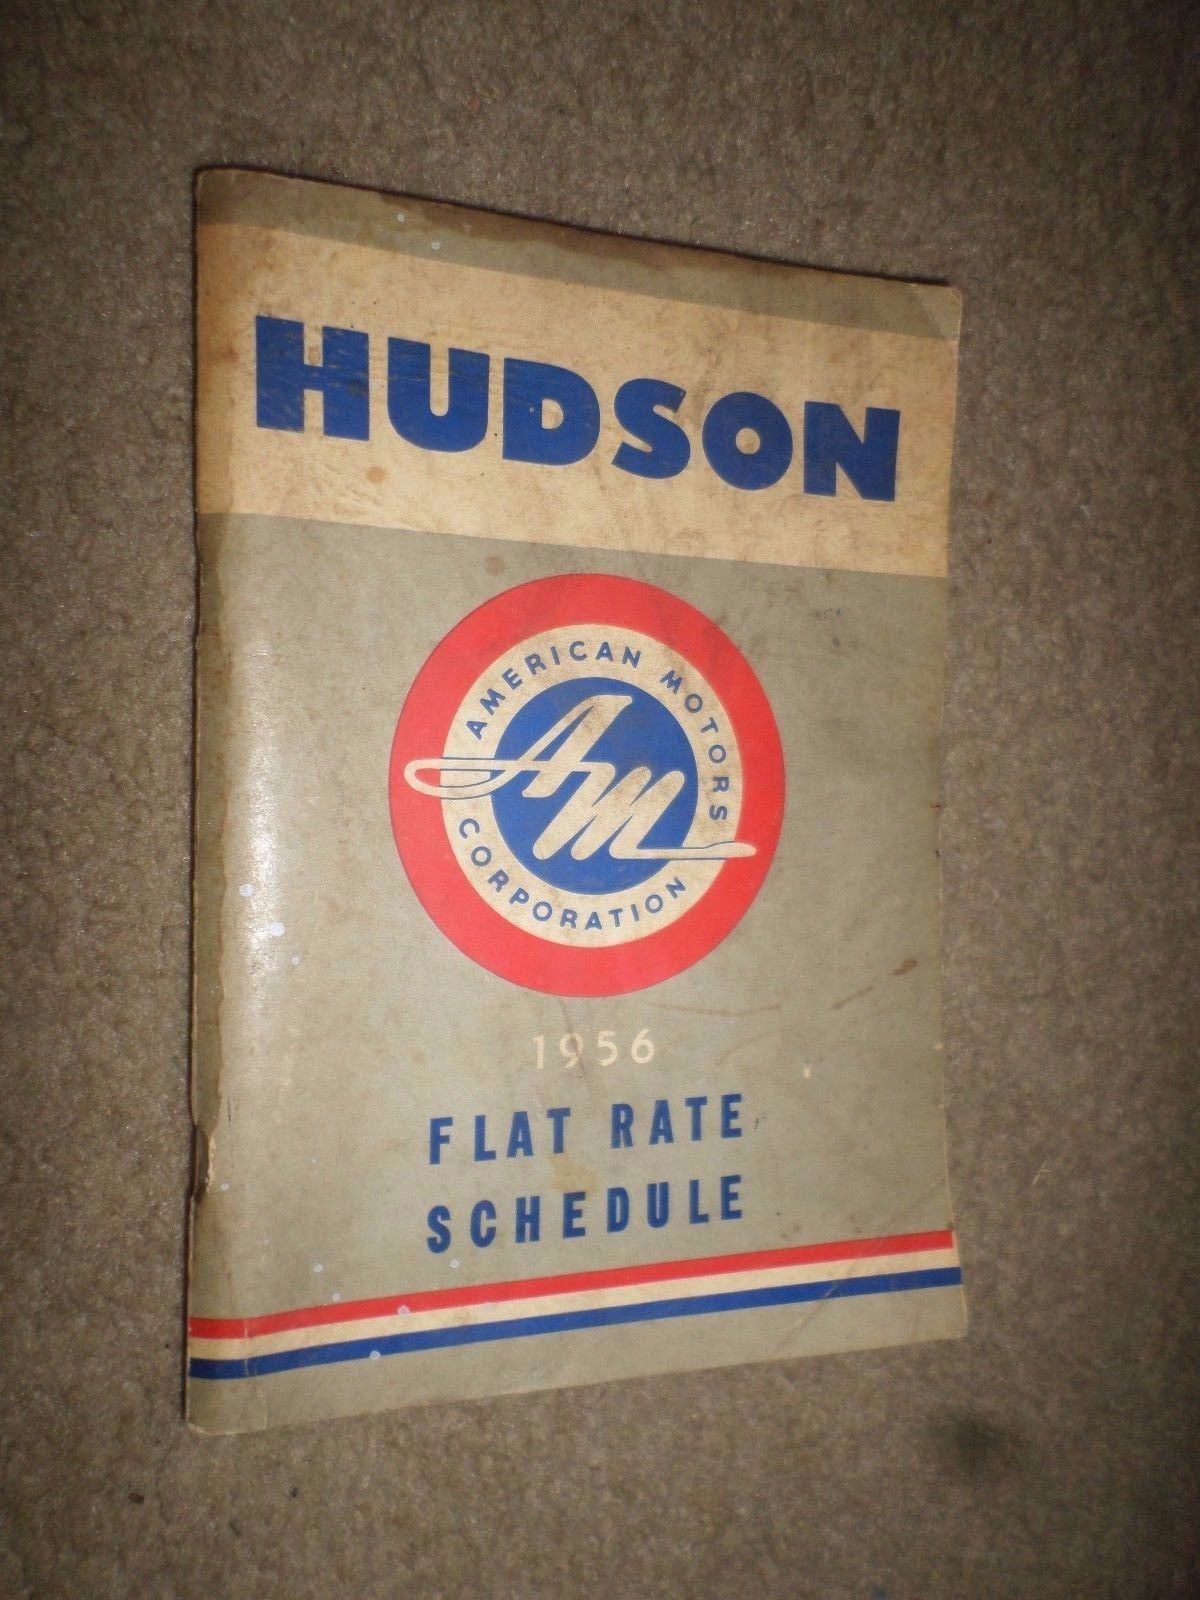 HUDSON
AMERICAN MOTORS
AM
CORPORATION
1956
FLAT RATE
SCHEDULE